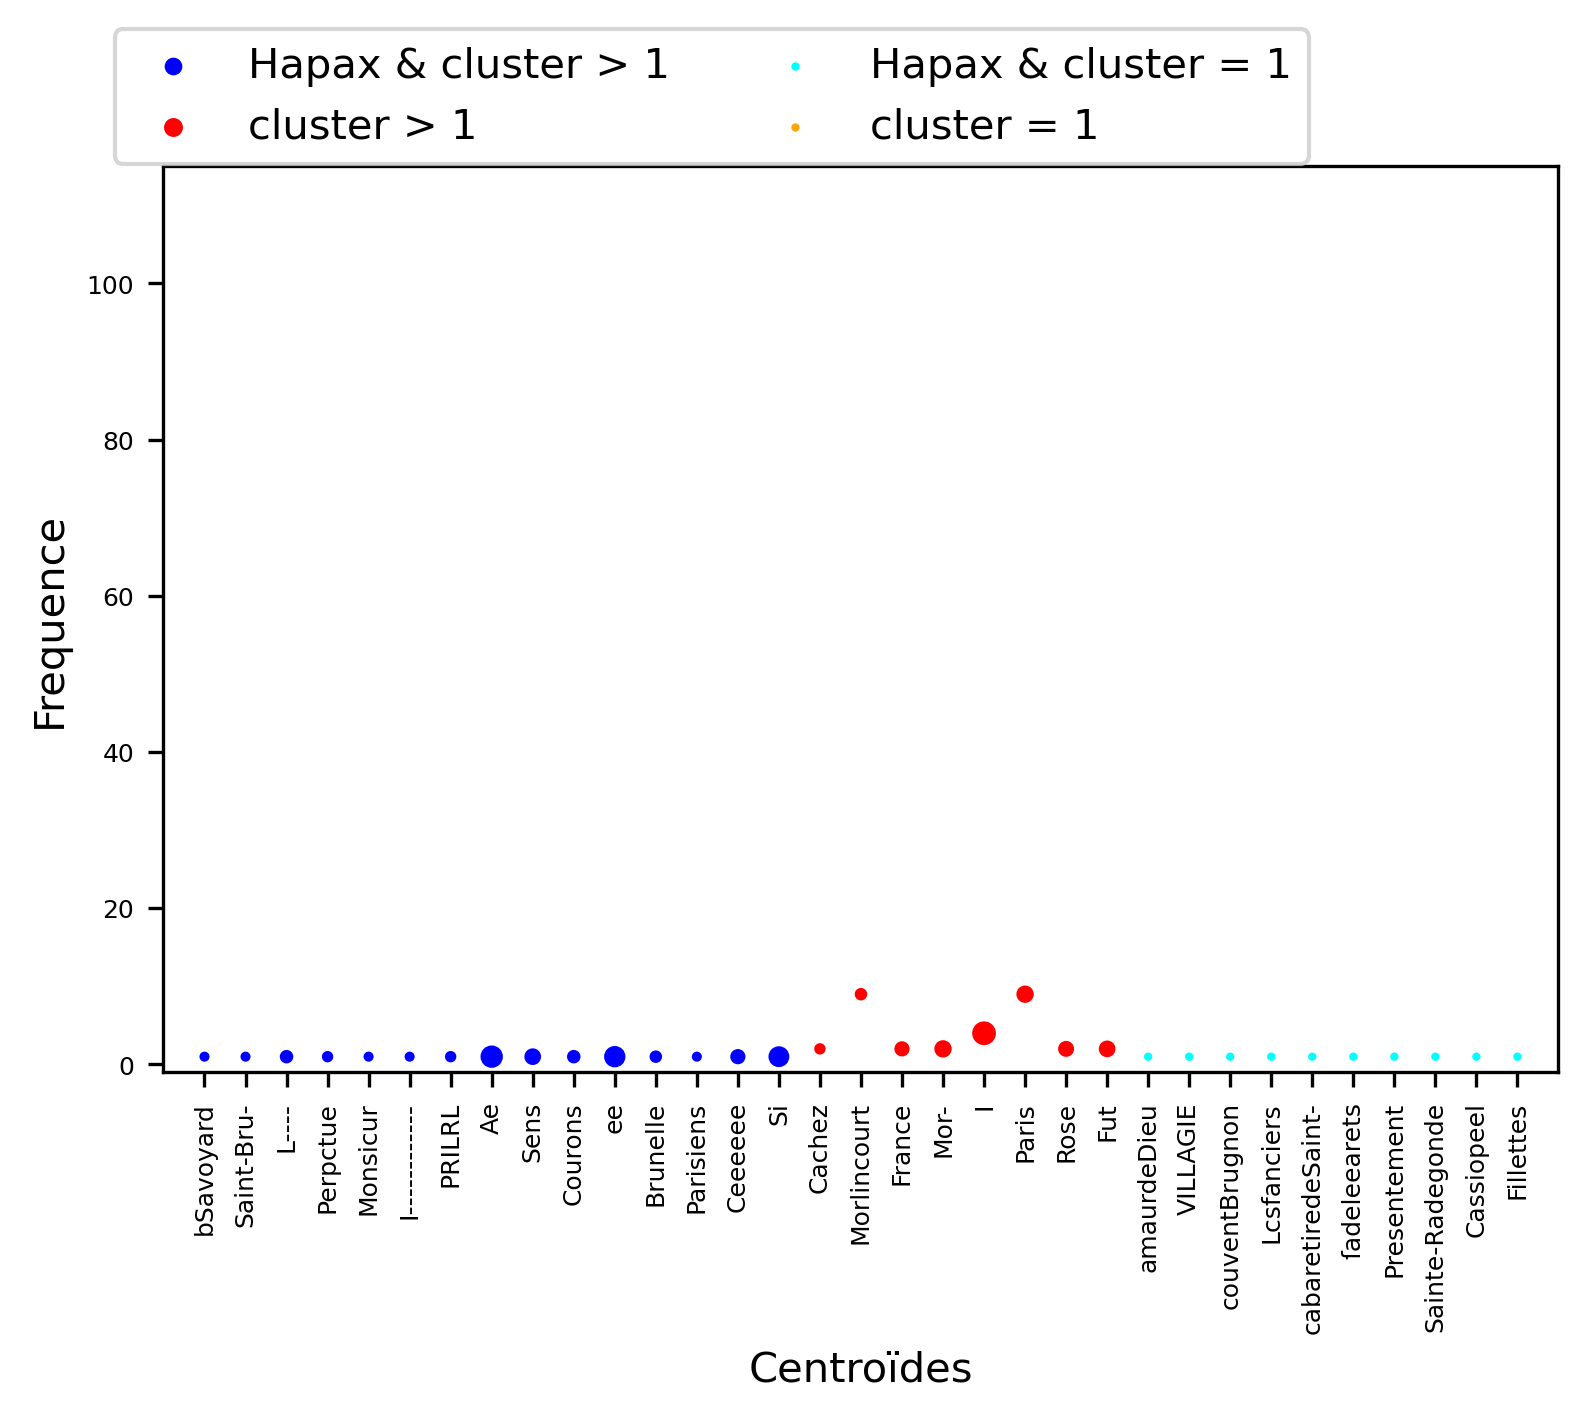 Hapax & cluster > 1
Hapax & cluster = 1
cluster > 1
cluster = 1
Frequence
100
80
60
40
20
0
bSavoyard
Saint-Bru-
L----
Perpctue
Monsicur
I-----------
PRILRL
Ae
Sens
Courons
ee
Brunelle
Parisiens
Ceeeeee
Si
Cachez
Morlincourt
France
Mor-
I
Paris
Rose
Fut
amaurdeDieu
VILLAGIE
couventBrugnon
Lcsfanciers
cabaretiredeSaint-
fadeleearets
Presentement
Sainte-Radegonde
Cassiopeel
Fillettes
Centroïdes